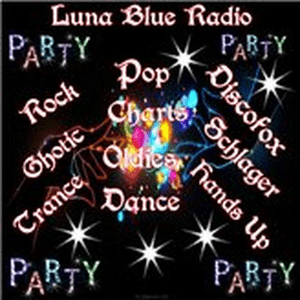 Luna Blue Radio
PARTY PARTY
Pop
Rock Charts Discofox
Ghotic Oldies Schlager
Trance Dance Hands Up
PARTY PARTY